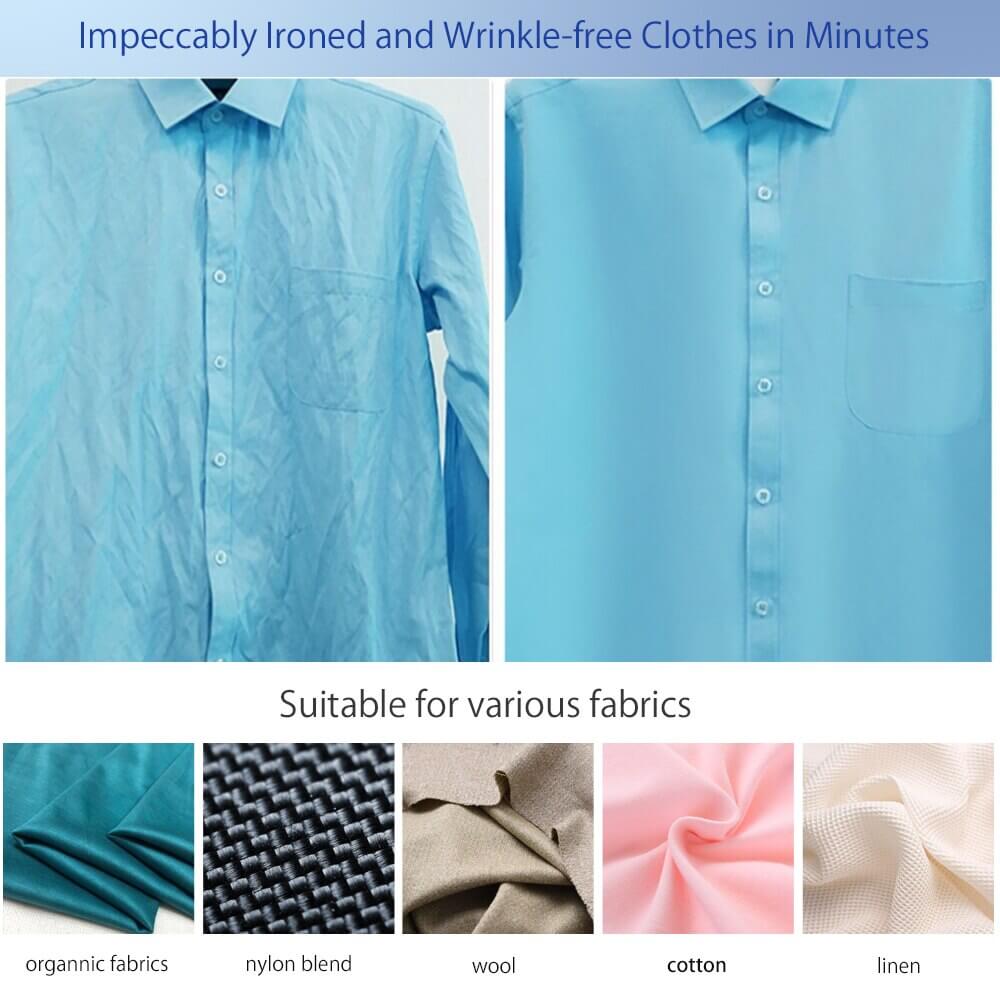 Impeccably Ironed and Wrinkle-free Clothes in Minutes
Suitable for various fabrics
organnic fabrics
nylon blend
wool
cotton
linen